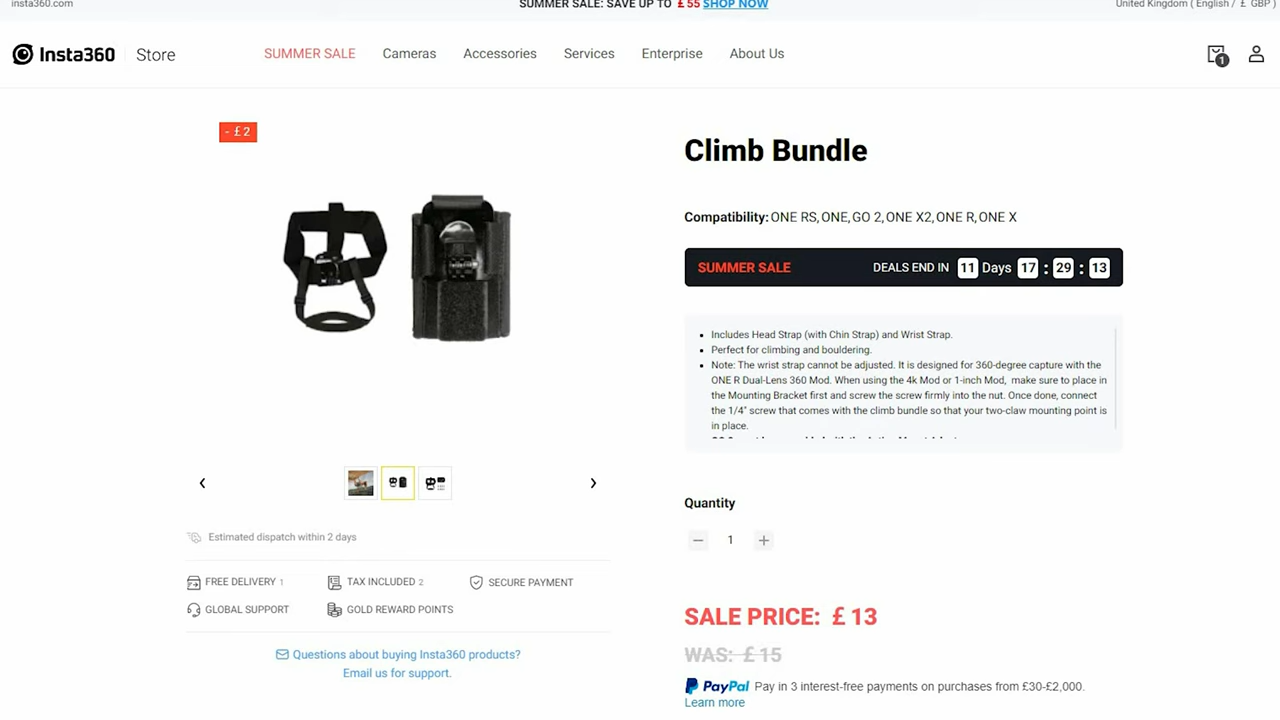 insta360.com
SUMMER SALE: SAVE UP TO £ 55 SHOP NOW
United Kingdom ( English / £ GBP )
Insta360 Store
SUMMER SALE
Cameras
Accessories
Services
Enterprise
About Us
1
- £ 2
Climb Bundle
Compatibility: ONE RS, ONE, GO 2, ONE X2, ONE R, ONE X
SUMMER SALE DEALS END IN 11 Days 17 : 29 : 13
Includes Head Strap (with Chin Strap) and Wrist Strap.
Perfect for climbing and bouldering.
Note: The wrist strap cannot be adjusted. It is designed for 360-degree capture with the
ONE R Dual-Lens 360 Mod. When using the 4k Mod or 1-inch Mod, make sure to place in
the Mounting Bracket first and screw the screw firmly into the nut. Once done, connect
the 1/4" screw that comes with the climb bundle so that your two-claw mounting point is
in place.
Quantity
− 1 +
Estimated dispatch within 2 days
FREE DELIVERY 1
TAX INCLUDED 2
SECURE PAYMENT
GLOBAL SUPPORT
GOLD REWARD POINTS
Questions about buying Insta360 products?
Email us for support.
SALE PRICE: £ 13
WAS: £ 15
PayPal Pay in 3 interest-free payments on purchases from £30-£2,000.
Learn more